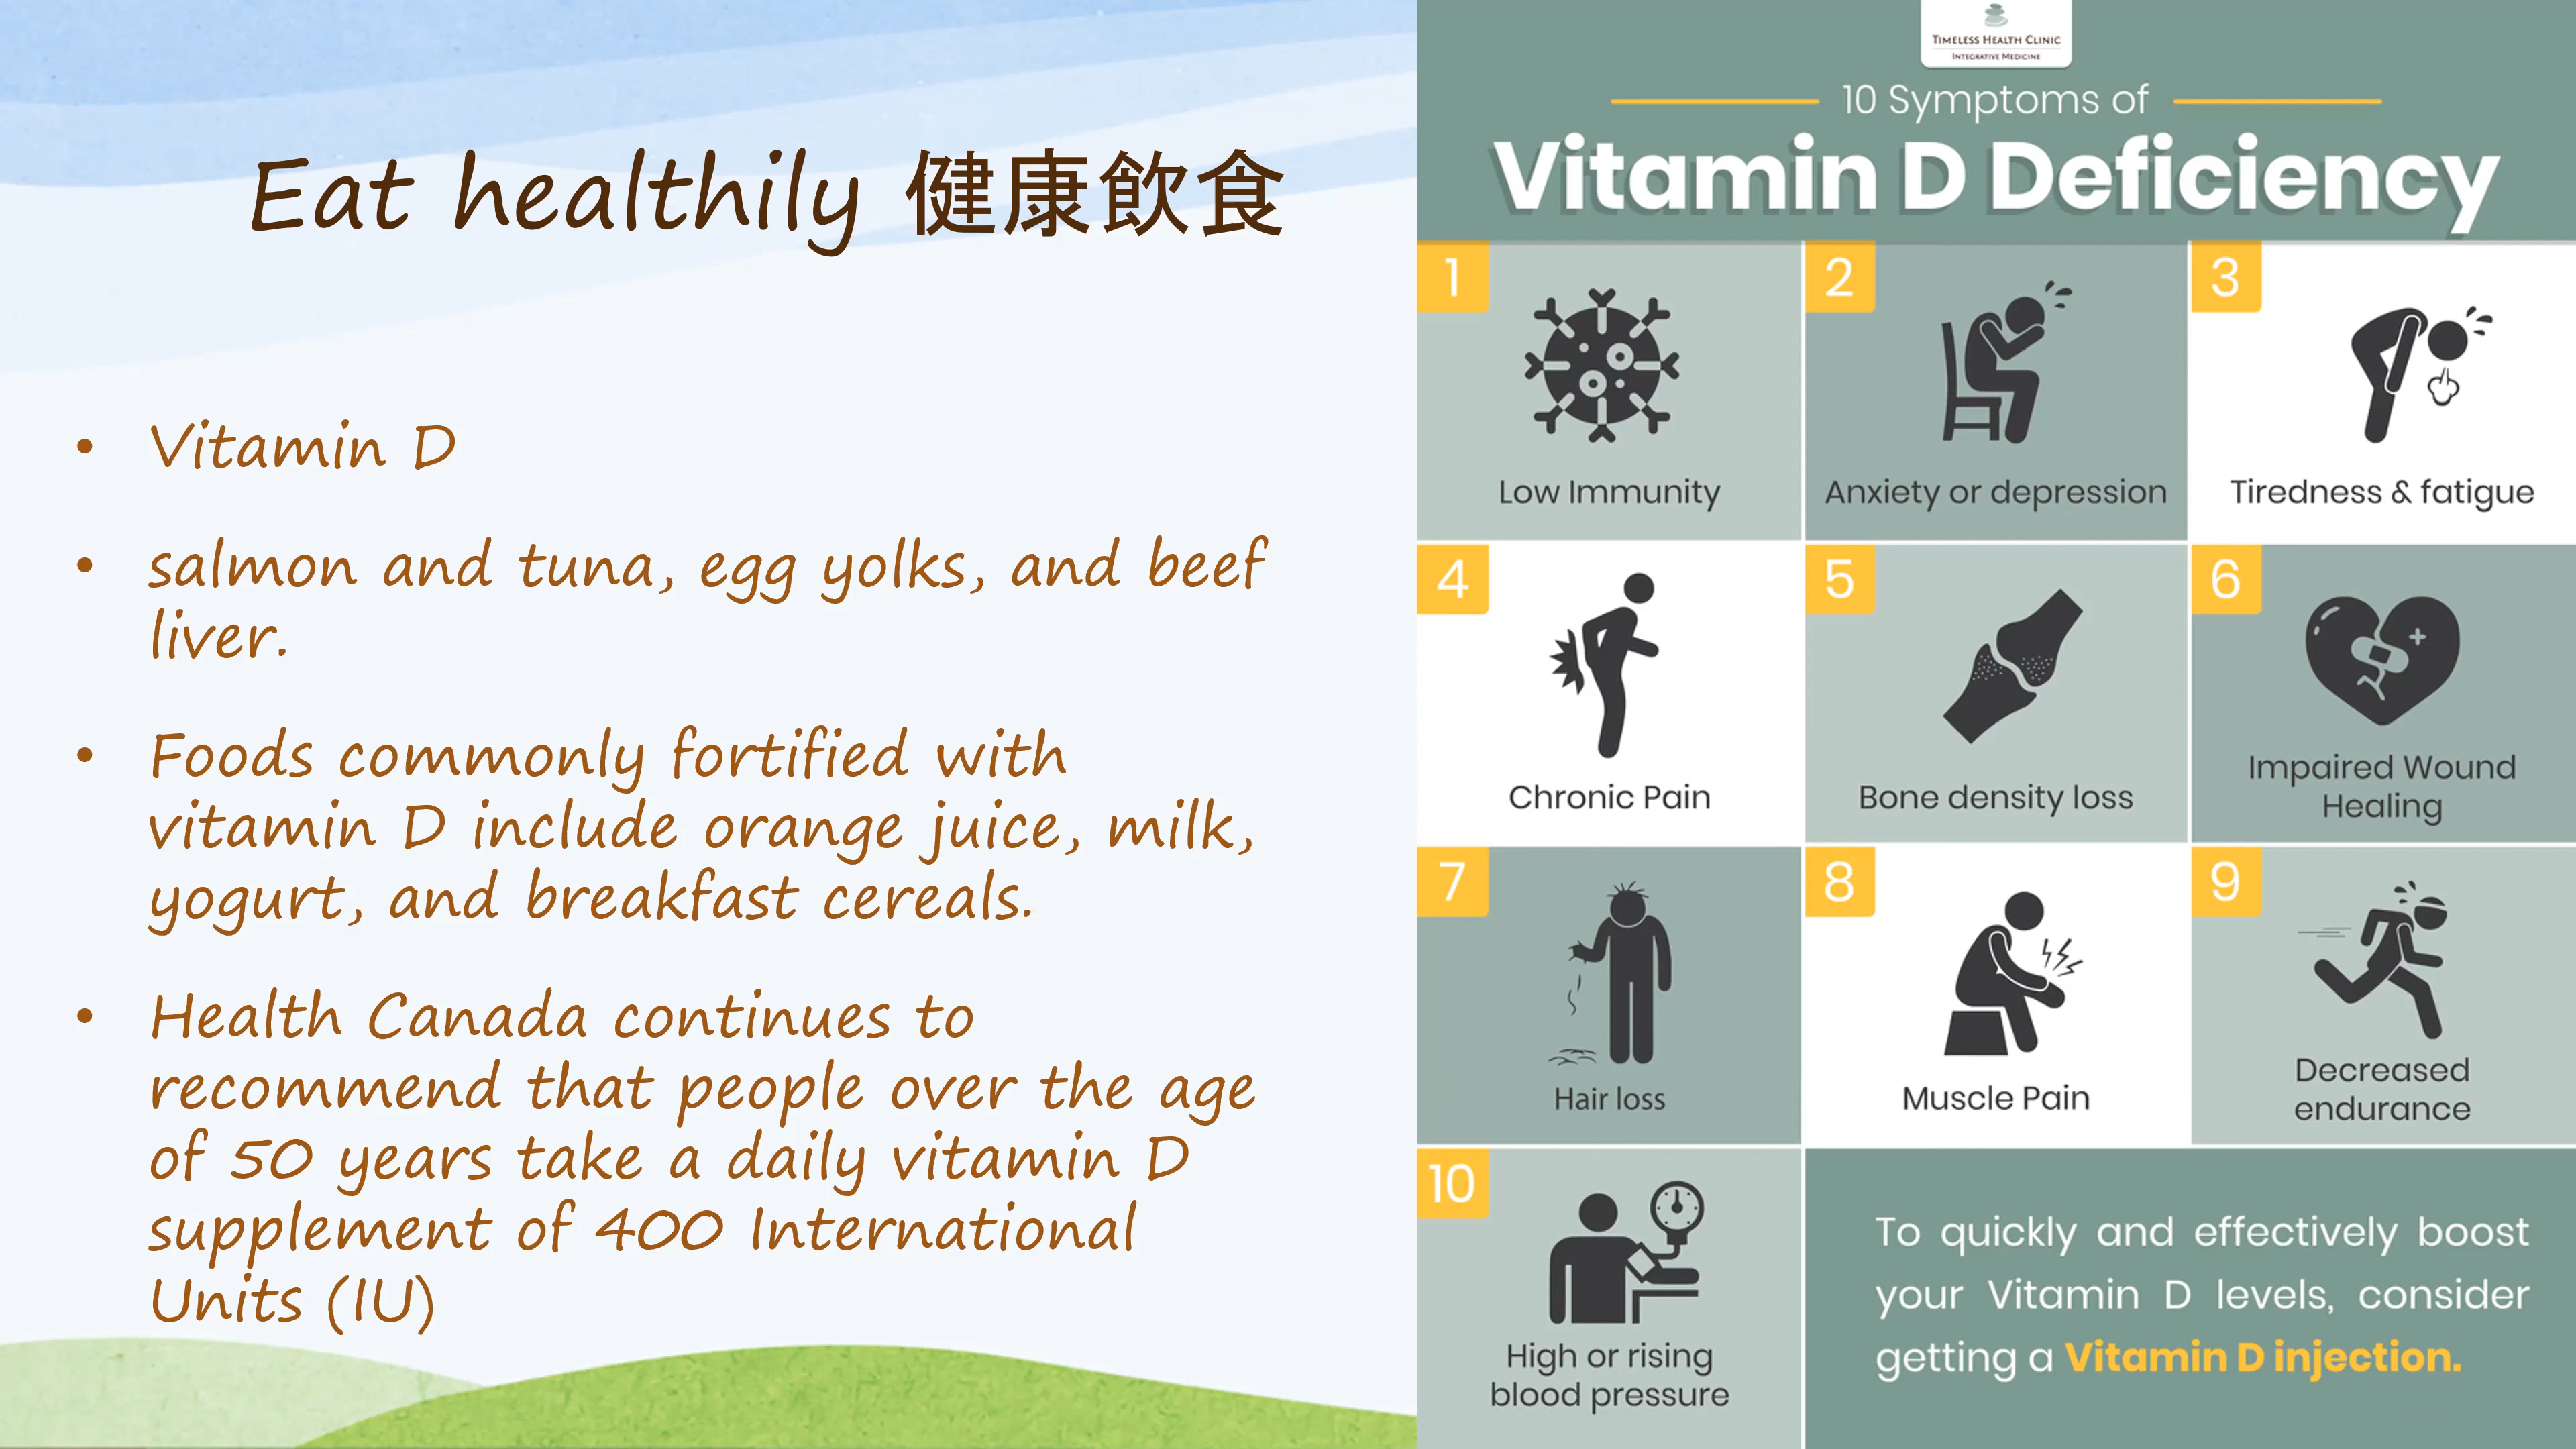 Eat healthily 健康飲食
• Vitamin D
• salmon and tuna, egg yolks, and beef
liver.
• Foods commonly fortified with
vitamin D include orange juice, milk,
yogurt, and breakfast cereals.
• Health Canada continues to
recommend that people over the age
of 50 years take a daily vitamin D
supplement of 400 International
Units (IU)
TIMELESS HEALTH CLINIC
INTEGRATIVE MEDICINE
10 Symptoms of
Vitamin D Deficiency
1
Low Immunity
2
Anxiety or depression
3
Tiredness & fatigue
4
Chronic Pain
5
Bone density loss
6
Impaired Wound
Healing
7
Hair loss
8
Muscle Pain
9
Decreased
endurance
10
High or rising
blood pressure
To quickly and effectively boost
your Vitamin D levels, consider
getting a Vitamin D injection.